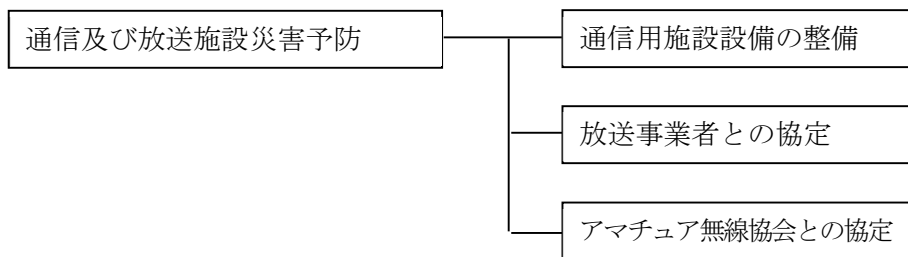 通信及び放送施設災害予防
通信用施設設備の整備
放送事業者との協定
アマチュア無線協会との協定